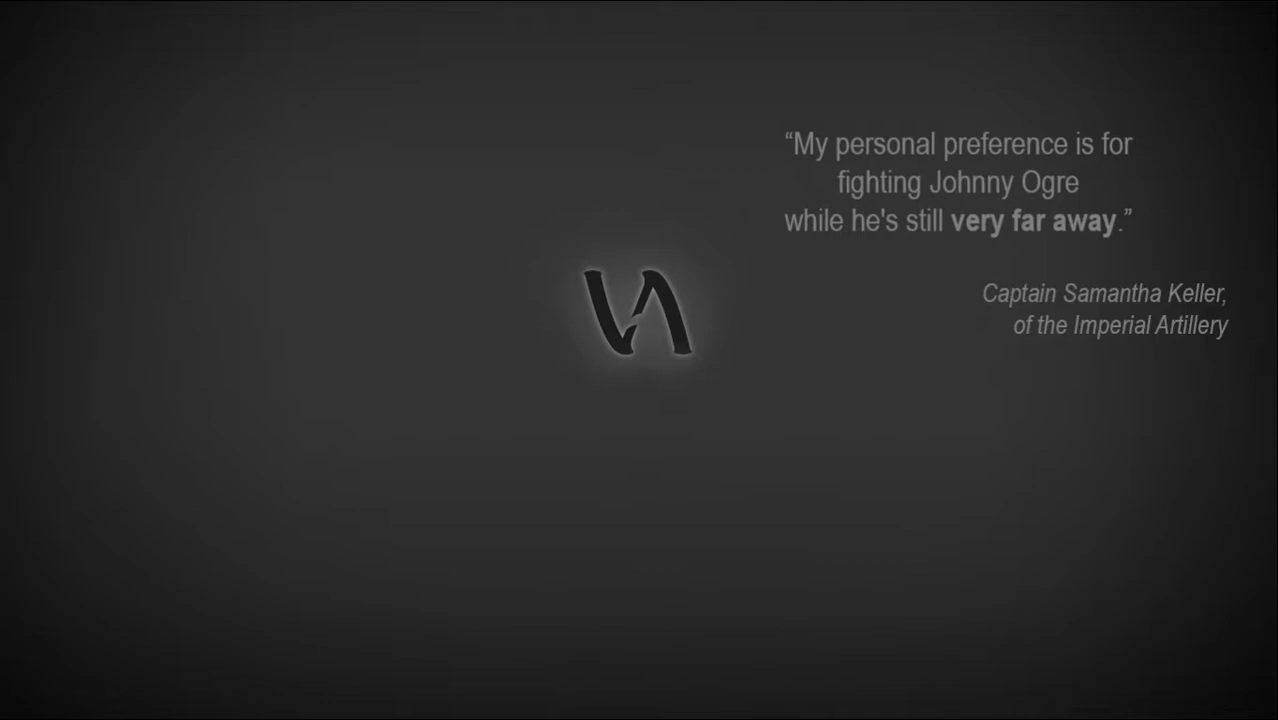 “My personal preference is for
fighting Johnny Ogre
while he's still very far away.”
Captain Samantha Keller,
of the Imperial Artillery